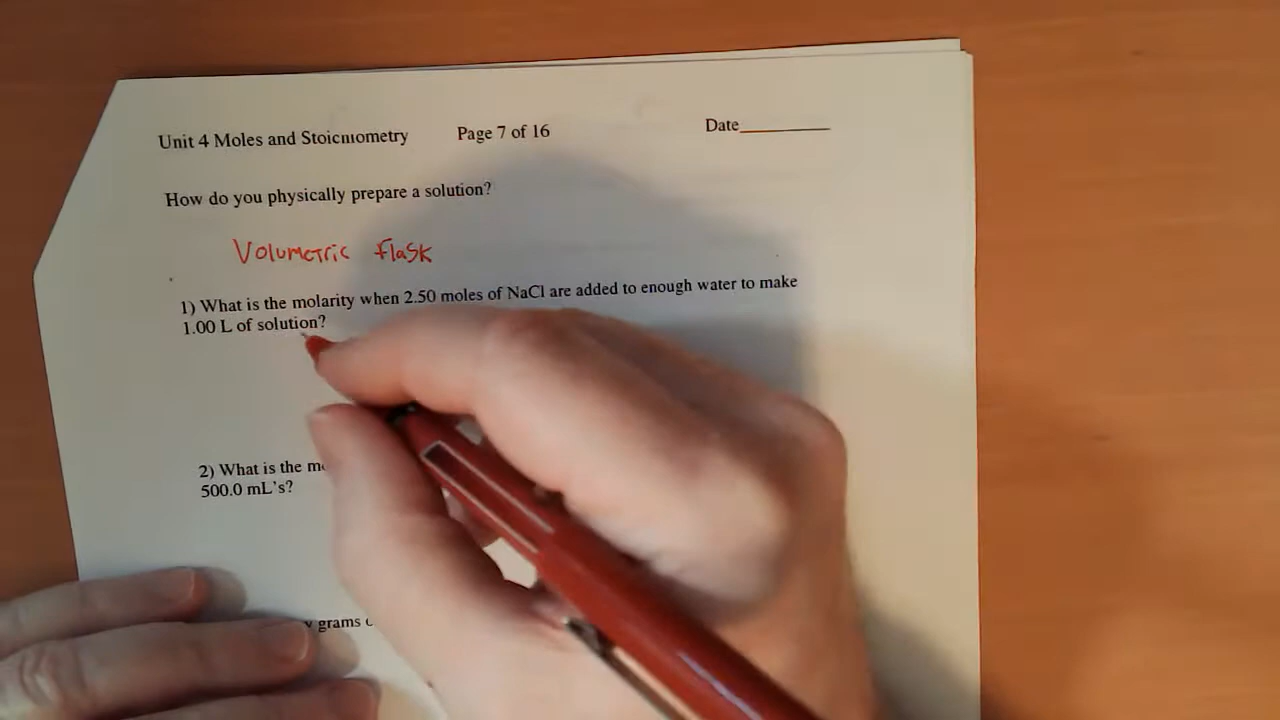 Unit 4 Moles and Stoichiometry Page 7 of 16 Date__________
How do you physically prepare a solution?
Volumetric flask
1) What is the molarity when 2.50 moles of NaCl are added to enough water to make
1.00 L of solution?
2) What is the
500.0 mL's?
grams